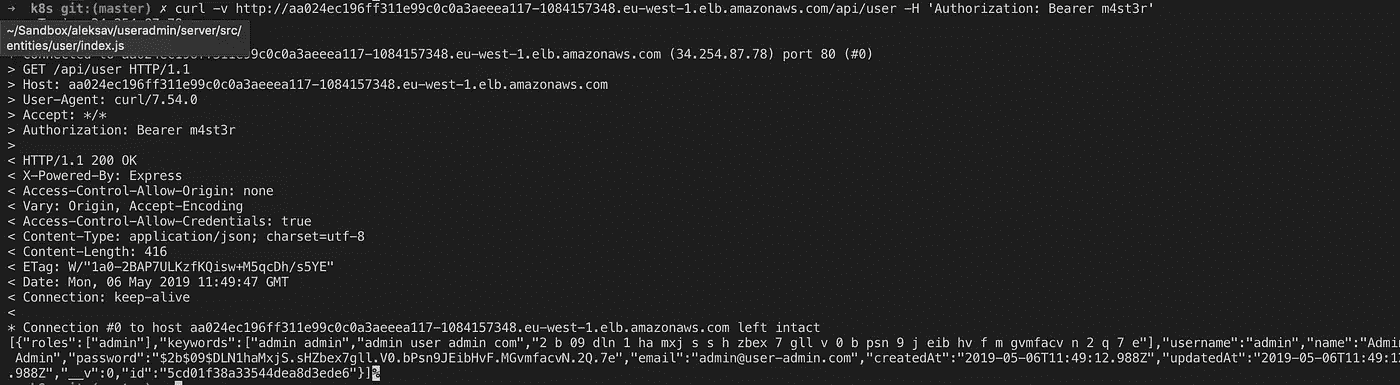 → k8s git:(master) ✗ curl -v http://aa024ec196ff311e99c0c0a3aeeea117-1084157348.eu-west-1.elb.amazonaws.com/api/user -H 'Authorization: Bearer m4st3r'
~/Sandbox/aleksav/useradmin/server/src/
entities/user/index.js
c0c0a3aeeea117-1084157348.eu-west-1.elb.amazonaws.com (34.254.87.78) port 80 (#0)
> GET /api/user HTTP/1.1
> Host: aa024ec196ff311e99c0c0a3aeeea117-1084157348.eu-west-1.elb.amazonaws.com
> User-Agent: curl/7.54.0
> Accept: */*
> Authorization: Bearer m4st3r
>
< HTTP/1.1 200 OK
< X-Powered-By: Express
< Access-Control-Allow-Origin: none
< Vary: Origin, Accept-Encoding
< Access-Control-Allow-Credentials: true
< Content-Type: application/json; charset=utf-8
< Content-Length: 416
< ETag: W/"1a0-2BAP7ULKzfKQisw+M5qcDh/s5YE"
< Date: Mon, 06 May 2019 11:49:47 GMT
< Connection: keep-alive
<
* Connection #0 to host aa024ec196ff311e99c0c0a3aeeea117-1084157348.eu-west-1.elb.amazonaws.com left intact
[{"roles":["admin"],"keywords":["admin admin","admin user admin com","2 b 09 dln 1 ha mxj s s h zbex 7 gll v 0 b psn 9 j eib hv f m gvmfacv n 2 q 7 e"],"username":"admin","name":"Admi
Admin","password":"$2b$09$DLN1haMxjS.sHZbex7gll.V0.bPsn9JEibHvF.MGvmfacvN.2Q.7e","email":"admin@user-admin.com","createdAt":"2019-05-06T11:49:12.988Z","updatedAt":"2019-05-06T11:49:1
.988Z","__v":0,"id":"5cd01f38a33544dea8d3ede6"}]%